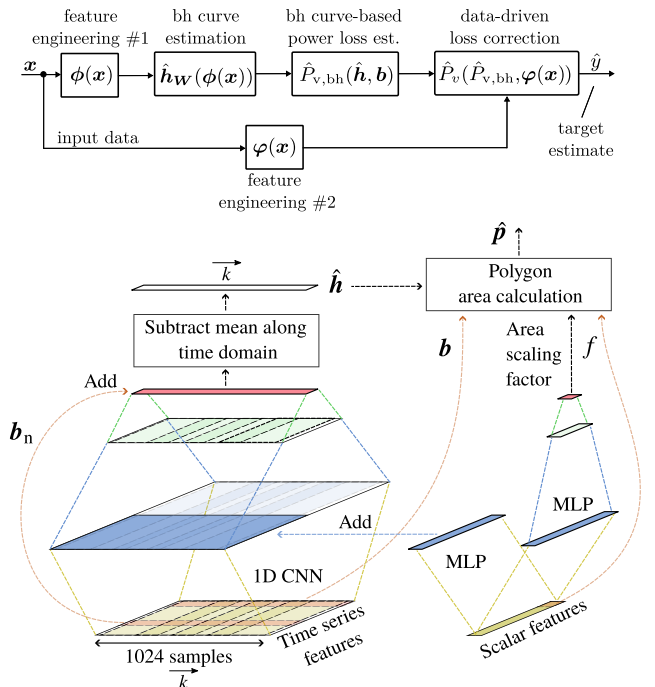 feature
engineering #1
bh curve
estimation
bh curve-based
power loss est.
data-driven
loss correction
x
ϕ(x)
ĥ_W(ϕ(x))
P̂_{v,bh}(ĥ, b)
P̂_v(P̂_{v,bh}, φ(x))
ŷ
input data
φ(x)
feature
engineering #2
target
estimate
p̂
k
ĥ
Polygon
area calculation
Subtract mean along
time domain
b
Area
scaling
factor
f
Add
b_n
Add
MLP
MLP
1D CNN
Time series
features
Scalar features
1024 samples
k